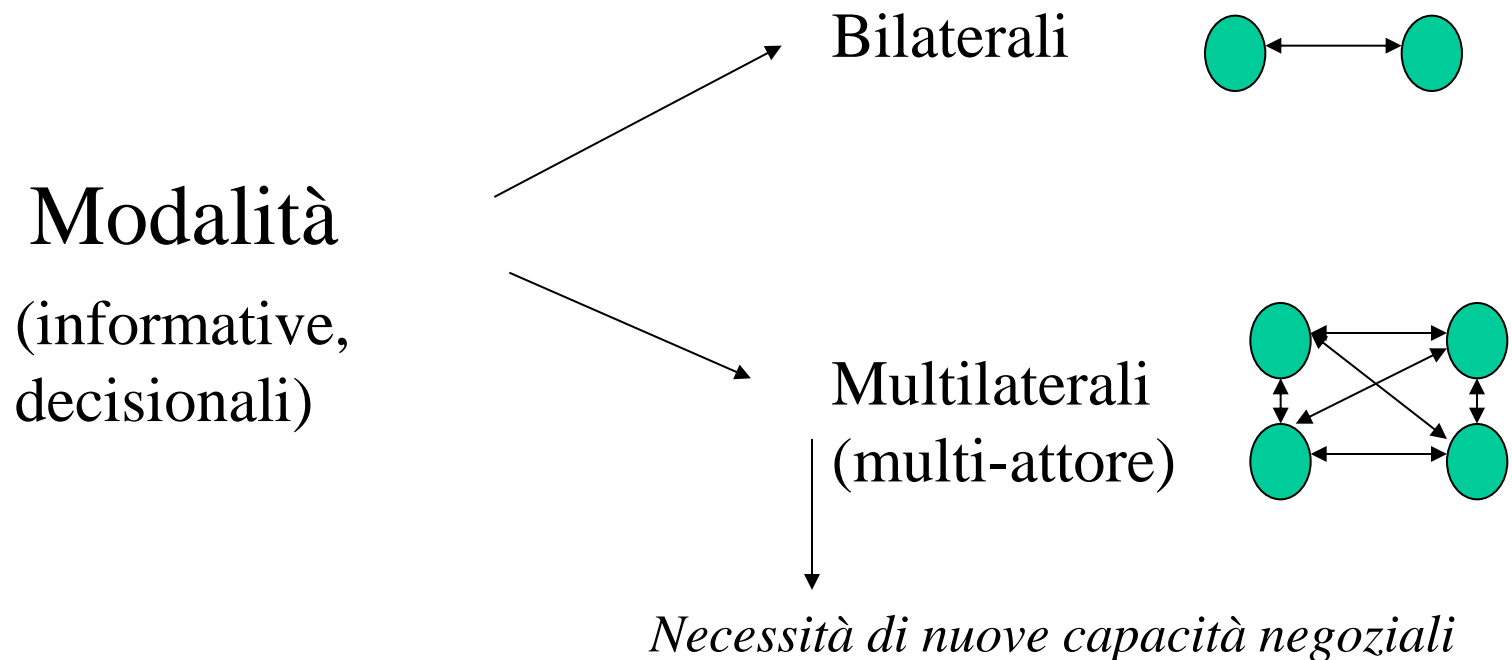 Bilaterali
Modalità
(informative,
decisionali)
Multilaterali
(multi-attore)
Necessità di nuove capacità negoziali